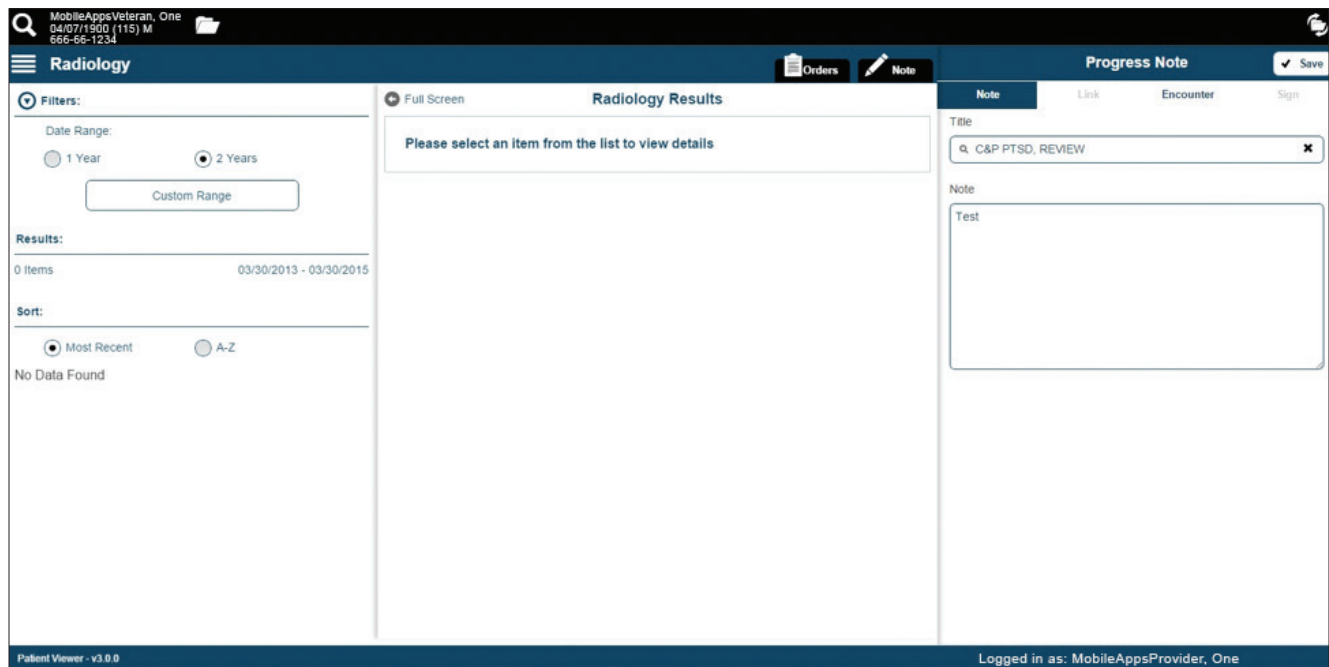 MobileAppsVeteran, One
04/07/1900 (115) M
666-66-1234
Radiology
Orders
Note
Progress Note
Save
Filters:
Date Range:
1 Year
2 Years
Custom Range
Results:
0 Items
03/30/2013 - 03/30/2015
Sort:
Most Recent
A-Z
No Data Found
Full Screen
Radiology Results
Please select an item from the list to view details
Note
Link
Encounter
Sign
Title
C&P PTSD, REVIEW
Note
Test
Patient Viewer - v3.0.0
Logged in as: MobileAppsProvider, One